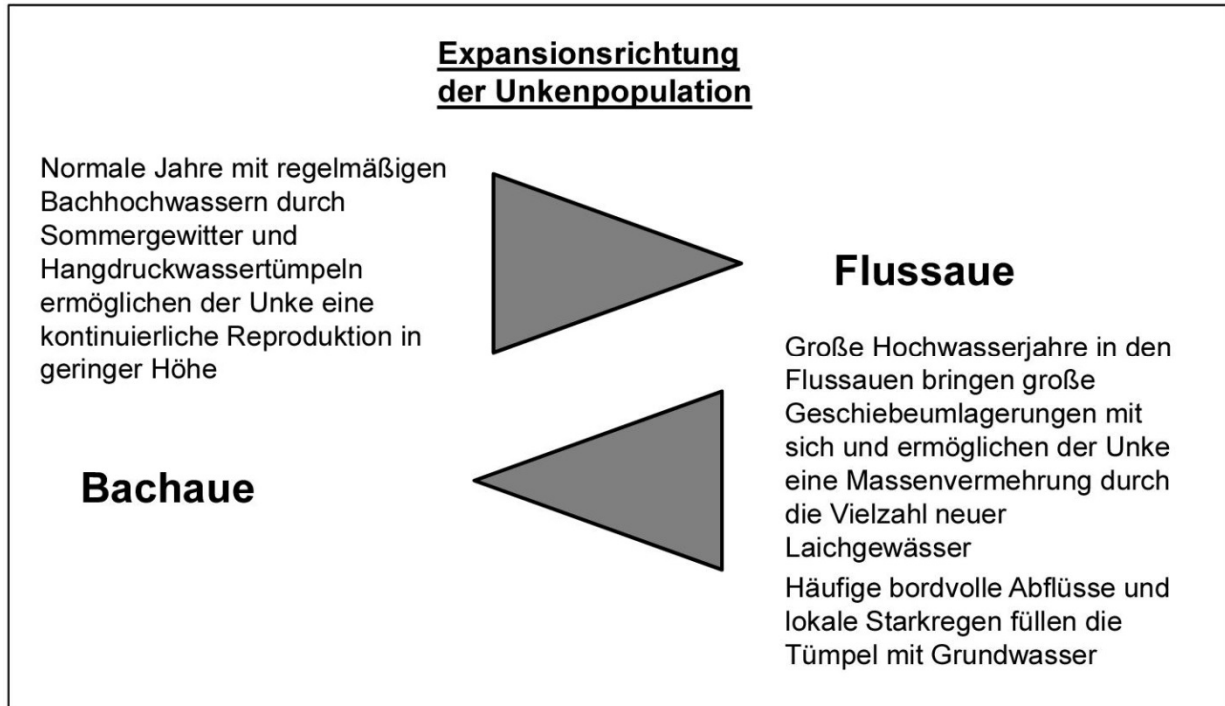 Expansionsrichtung
der Unkenpopulation
Normale Jahre mit regelmäßigen
Bachhochwassern durch
Sommergewitter und
Hangdruckwassertümpeln
ermöglichen der Unke eine
kontinuierliche Reproduktion in
geringer Höhe
Bachaue
Flussaue
Große Hochwasserjahre in den
Flussauen bringen große
Geschiebeumlagerungen mit
sich und ermöglichen der Unke
eine Massenvermehrung durch
die Vielzahl neuer
Laichgewässer
Häufige bordvolle Abflüsse und
lokale Starkregen füllen die
Tümpel mit Grundwasser